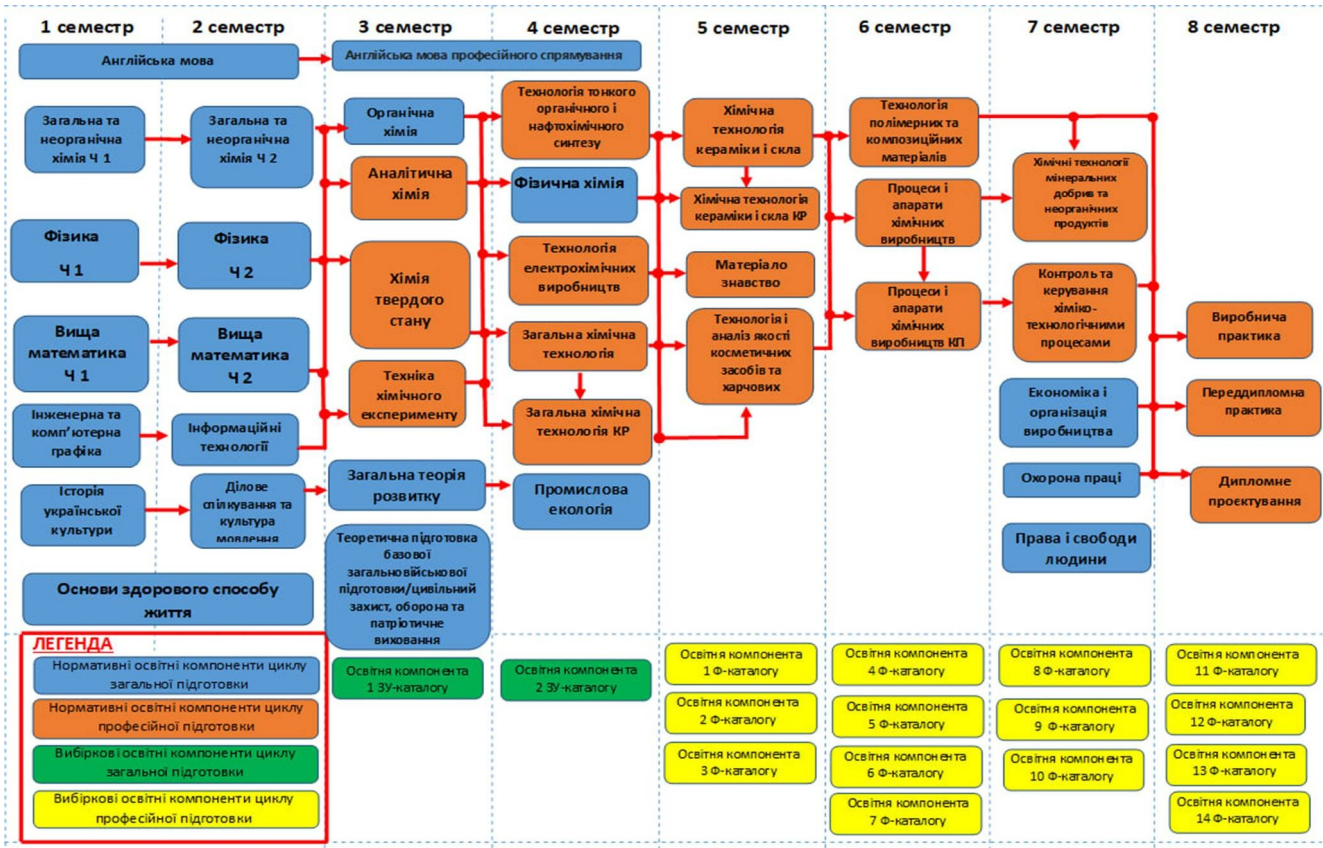 1 семестр
2 семестр
3 семестр
4 семестр
5 семестр
6 семестр
7 семестр
8 семестр
Англійська мова
Англійська мова професійного спрямування
Загальна та
неорганічна
хімія Ч 1
Загальна та
неорганічна
хімія Ч 2
Органічна
хімія
Технологія тонкого
органічного і
нафтохімічного
синтезу
Хімічна
технологія
кераміки і скла
Технологія
полімерних та
композиційних
матеріалів
Хімічні технології
мінеральних
добрив та
неорганічних
продуктів
Аналітична
хімія
Фізична хімія
Хімічна технологія
кераміки і скла КР
Процеси і
апарати
хімічних
виробництв
Фізика
Ч 1
Фізика
Ч 2
Хімія
твердого
стану
Технологія
електрохімічних
виробництв
Матеріало
знавство
Процеси і
апарати
хімічних
виробництв КП
Контроль та
керування
хіміко-
технологічними
процесами
Вища
математика
Ч 1
Вища
математика
Ч 2
Техніка
хімічного
експерименту
Загальна хімічна
технологія
Технологія і
аналіз якості
косметичних
засобів та
харчових
Виробнича
практика
Інженерна та
комп’ютерна
графіка
Інформаційні
технології
Загальна хімічна
технологія КР
Економіка і
організація
виробництва
Переддипломна
практика
Історія
української
культури
Ділове
спілкування та
культура
мовлення
Загальна теорія
розвитку
Промислова
екологія
Охорона праці
Дипломне
проєктування
Основи здорового способу
життя
Теоретична підготовка
базової
загальновійськової
підготовки/цивільний
захист, оборона та
патріотичне
виховання
Права і свободи
людини
ЛЕГЕНДА
Нормативні освітні компоненти циклу
загальної підготовки
Нормативні освітні компоненти циклу
професійної підготовки
Вибіркові освітні компоненти циклу
загальної підготовки
Вибіркові освітні компоненти циклу
професійної підготовки
Освітня компонента
1 ЗУ-каталогу
Освітня компонента
2 ЗУ-каталогу
Освітня компонента
1 Ф-каталогу
Освітня компонента
2 Ф-каталогу
Освітня компонента
3 Ф-каталогу
Освітня компонента
4 Ф-каталогу
Освітня компонента
5 Ф-каталогу
Освітня компонента
6 Ф-каталогу
Освітня компонента
7 Ф-каталогу
Освітня компонента
8 Ф-каталогу
Освітня компонента
9 Ф-каталогу
Освітня компонента
10 Ф-каталогу
Освітня компонента
11 Ф-каталогу
Освітня компонента
12 Ф-каталогу
Освітня компонента
13 Ф-каталогу
Освітня компонента
14 Ф-каталогу